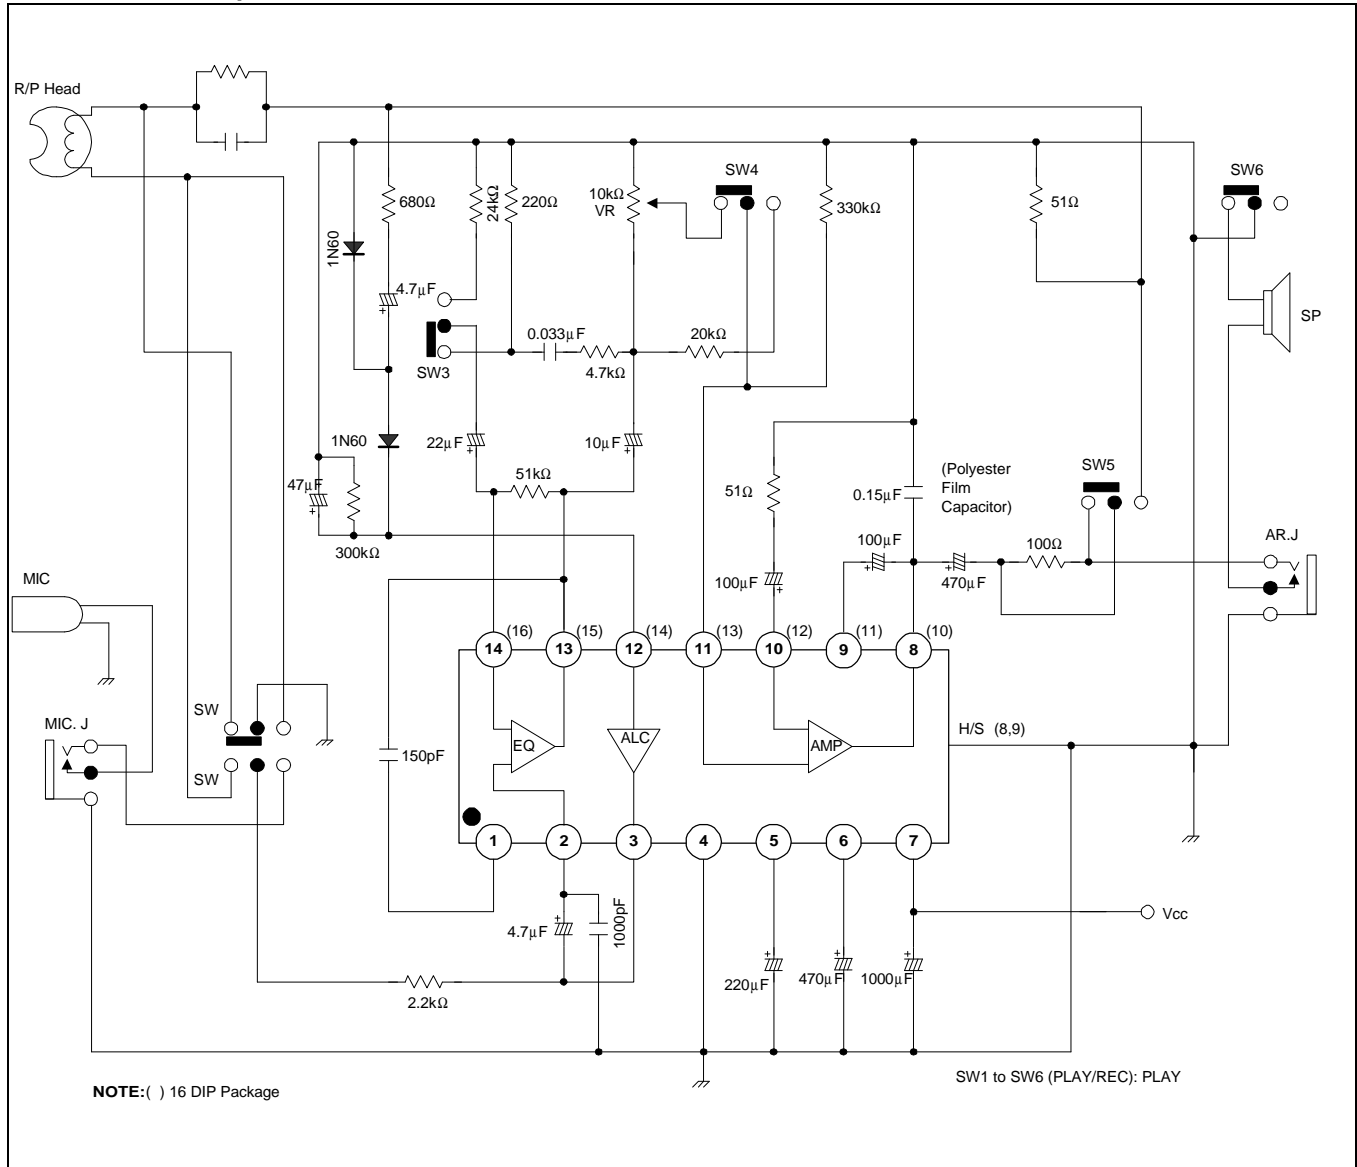 R/P Head
SW4
SW6
680Ω
24kΩ
220Ω
10kΩ
VR
330kΩ
51Ω
1N60
4.7µF
SP
0.033µF
20kΩ
SW3
4.7kΩ
1N60
22µF
10µF
51kΩ
47µF
300kΩ
51Ω
0.15µF
(Polyester
Film
Capacitor)
SW5
100µF
100Ω
AR.J
MIC
100µF
470µF
14 (16)
13 (15)
12 (14)
11 (13)
10 (12)
9 (11)
8 (10)
SW
MIC. J
H/S (8,9)
EQ
ALC
AMP
150pF
SW
1
2
3
4
5
6
7
4.7µF
1000pF
Vcc
2.2kΩ
220µF
470µF
1000µF
NOTE:( ) 16 DIP Package
SW1 to SW6 (PLAY/REC): PLAY